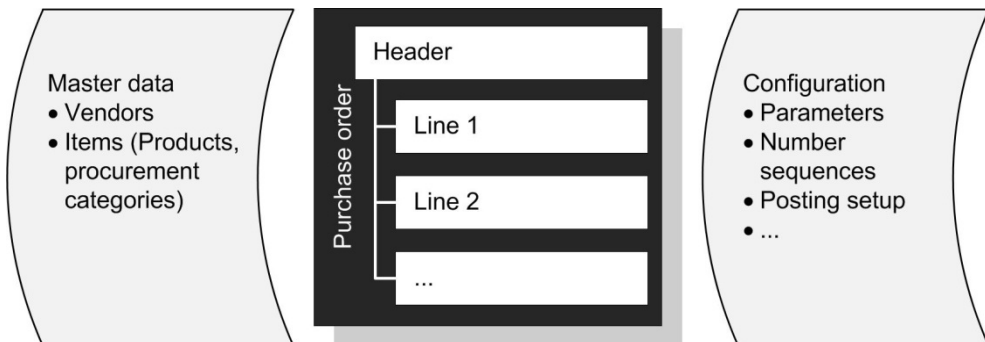 Master data
• Vendors
• Items (Products,
procurement
categories)
Purchase order
Header
Line 1
Line 2
...
Configuration
• Parameters
• Number
sequences
• Posting setup
• ...